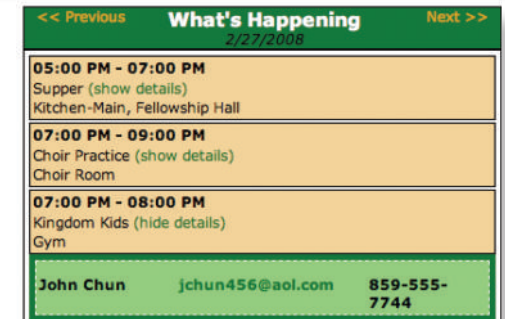 << Previous What's Happening Next >>
2/27/2008
05:00 PM - 07:00 PM
Supper (show details)
Kitchen-Main, Fellowship Hall
07:00 PM - 09:00 PM
Choir Practice (show details)
Choir Room
07:00 PM - 08:00 PM
Kingdom Kids (hide details)
Gym
John Chun jchun456@aol.com 859-555-
7744